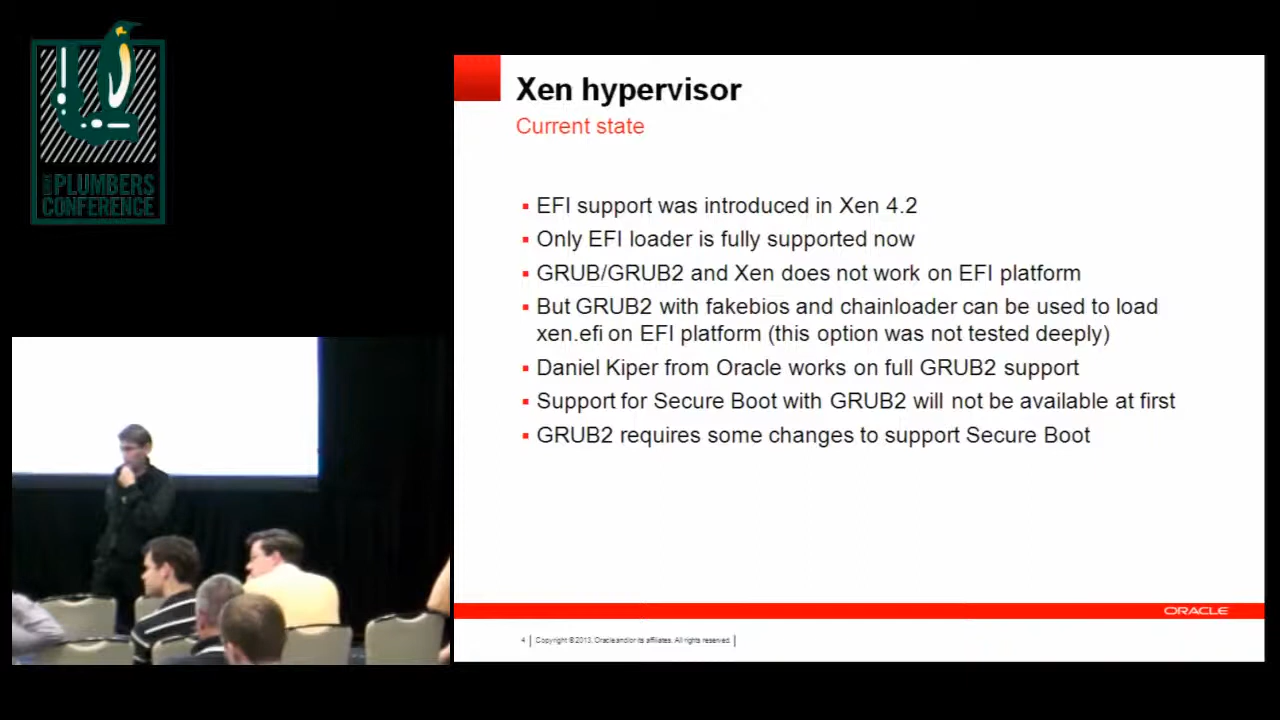 PLUMBERS
CONFERENCE
Xen hypervisor
Current state
EFI support was introduced in Xen 4.2
Only EFI loader is fully supported now
GRUB/GRUB2 and Xen does not work on EFI platform
But GRUB2 with fakebios and chainloader can be used to load
xen.efi on EFI platform (this option was not tested deeply)
Daniel Kiper from Oracle works on full GRUB2 support
Support for Secure Boot with GRUB2 will not be available at first
GRUB2 requires some changes to support Secure Boot
ORACLE
4 Copyright © 2013, Oracle and/or its affiliates. All rights reserved.